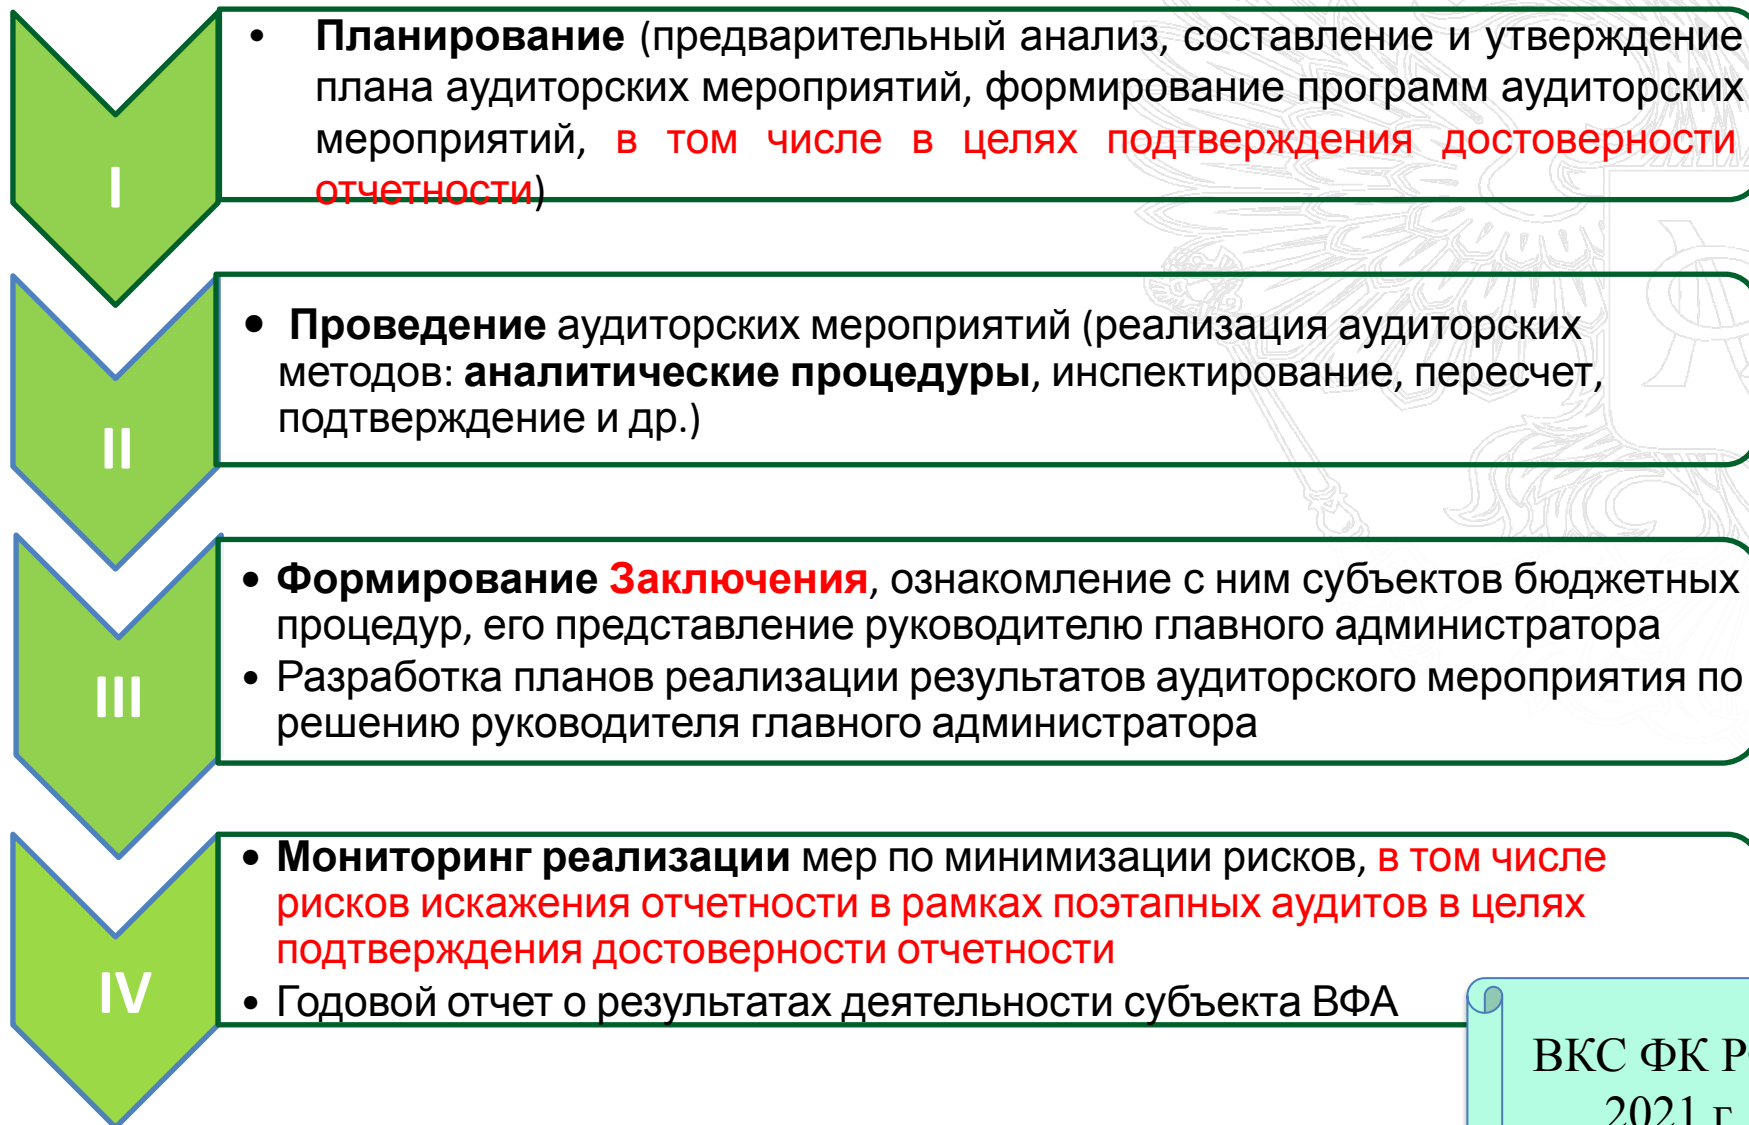 I
• Планирование (предварительный анализ, составление и утверждение
плана аудиторских мероприятий, формирование программ аудиторских
мероприятий, в том числе в целях подтверждения достоверности
отчетности)
II
• Проведение аудиторских мероприятий (реализация аудиторских
методов: аналитические процедуры, инспектирование, пересчет,
подтверждение и др.)
III
• Формирование Заключения, ознакомление с ним субъектов бюджетных
процедур, его представление руководителю главного администратора
• Разработка планов реализации результатов аудиторского мероприятия по
решению руководителя главного администратора
IV
• Мониторинг реализации мер по минимизации рисков, в том числе
рисков искажения отчетности в рамках поэтапных аудитов в целях
подтверждения достоверности отчетности
• Годовой отчет о результатах деятельности субъекта ВФА
ВКС ФК
2021 г